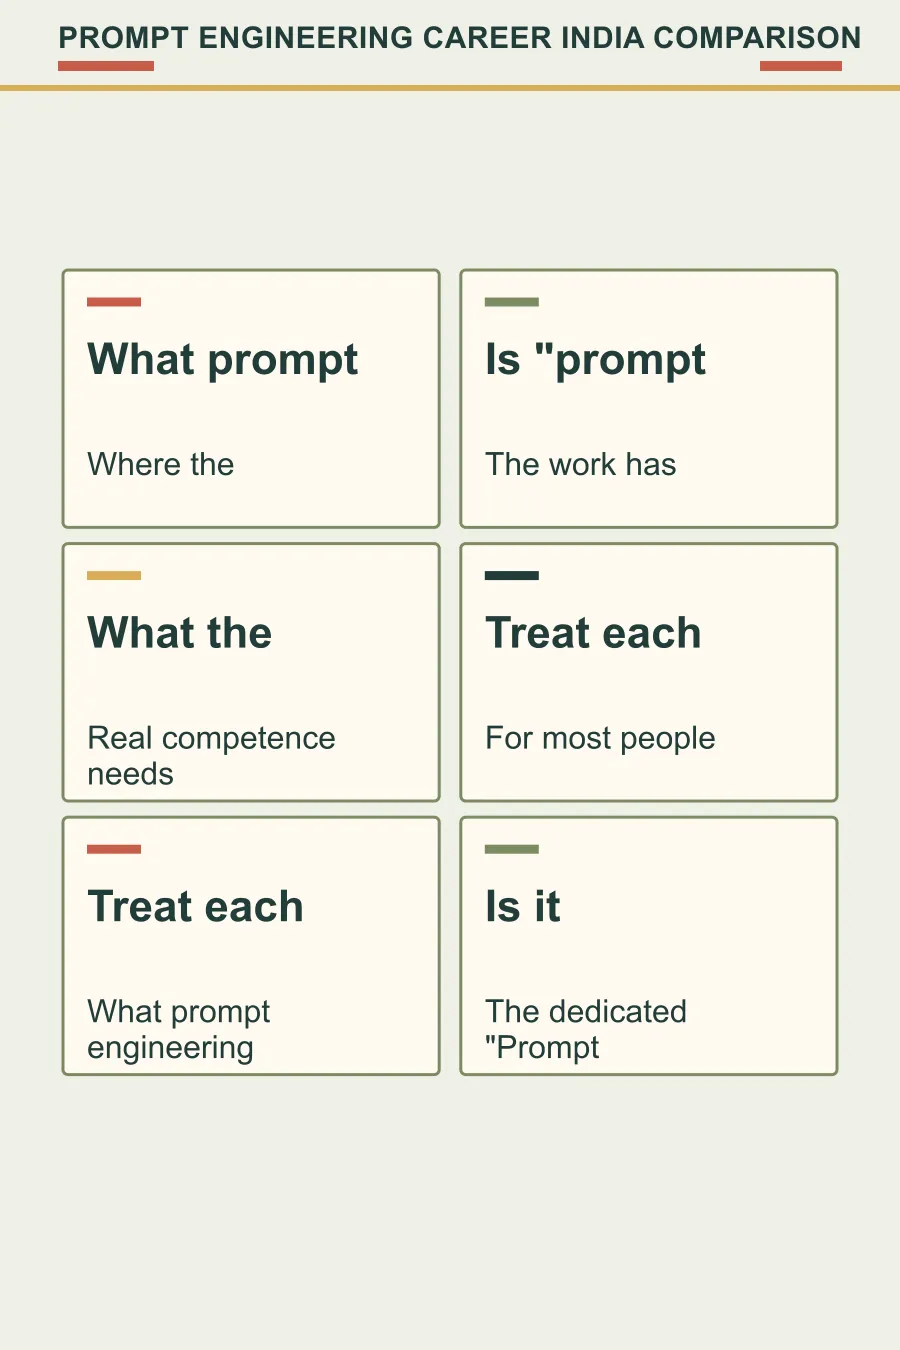 PROMPT ENGINEERING CAREER INDIA COMPARISON
What prompt
Where the
Is "prompt
The work has
What the
Real competence
needs
Treat each
For most people
Treat each
What prompt
engineering
Is it
The dedicated
"Prompt